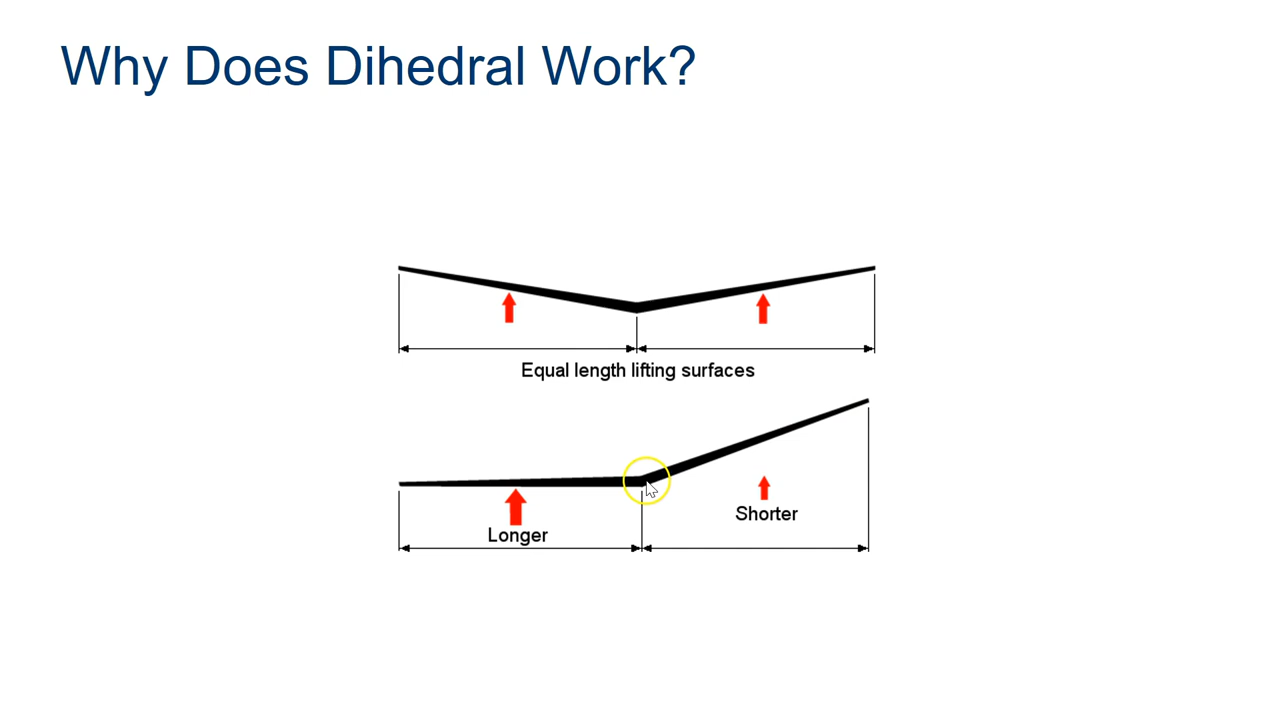 Why Does Dihedral Work?
Equal length lifting surfaces
Longer
Shorter